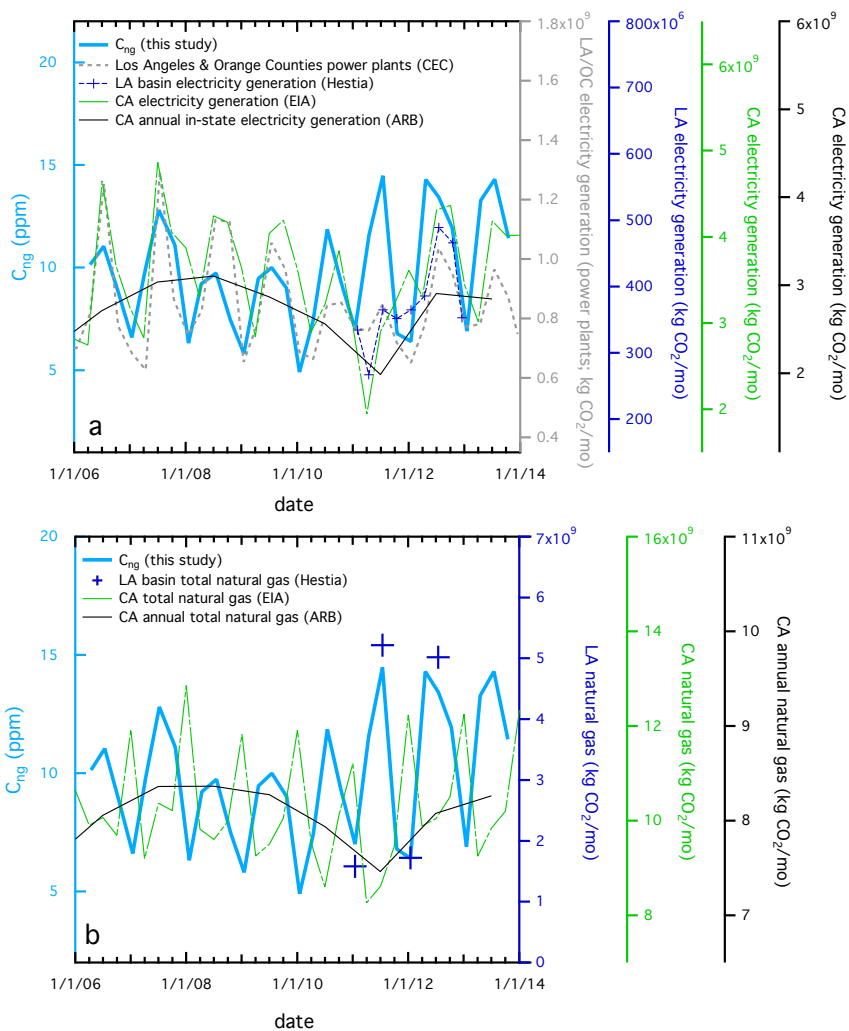 20
15
10
5
C_ng (ppm)
C_ng (this study)
Los Angeles & Orange Counties power plants (CEC)
LA basin electricity generation (Hestia)
CA electricity generation (EIA)
CA annual in-state electricity generation (ARB)
a
1/1/06
1/1/08
1/1/10
1/1/12
1/1/14
date
1.8x10^9
1.6
1.4
1.2
1.0
0.8
0.6
0.4
LA/OC electricity generation (power plants; kg CO_2/mo)
800x10^6
700
600
500
400
300
200
LA electricity generation (kg CO_2/mo)
6x10^9
5
4
3
2
CA electricity generation (kg CO_2/mo)
6x10^9
5
4
3
2
CA electricity generation (kg CO_2/mo)
20
15
10
5
C_ng (ppm)
C_ng (this study)
LA basin total natural gas (Hestia)
CA total natural gas (EIA)
CA annual total natural gas (ARB)
b
1/1/06
1/1/08
1/1/10
1/1/12
1/1/14
date
7x10^9
6
5
4
3
2
1
0
LA natural gas (kg CO_2/mo)
16x10^9
14
12
10
8
CA natural gas (kg CO_2/mo)
11x10^9
10
9
8
7
CA annual natural gas (kg CO_2/mo)